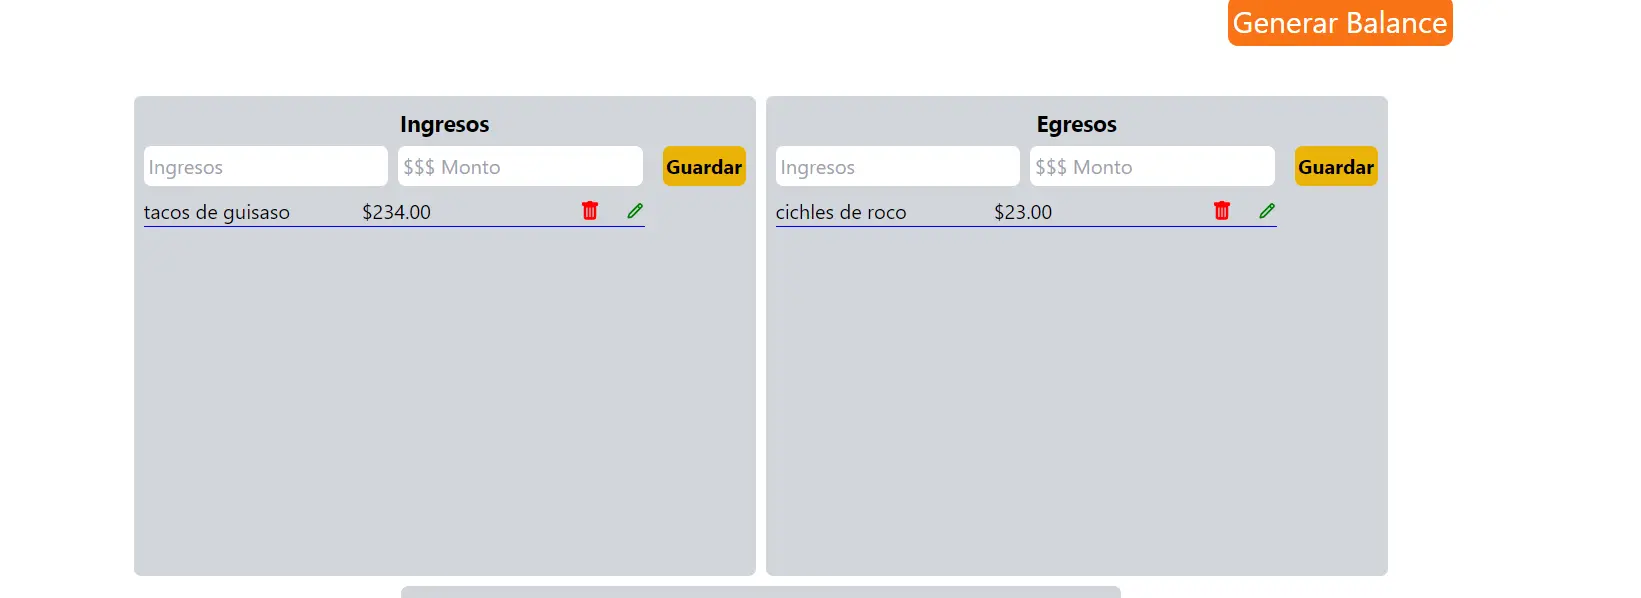 Generar Balance
Ingresos
Ingresos $$$ Monto Guardar
tacos de guisaso $234.00
Egresos
Ingresos $$$ Monto Guardar
cichles de roco $23.00